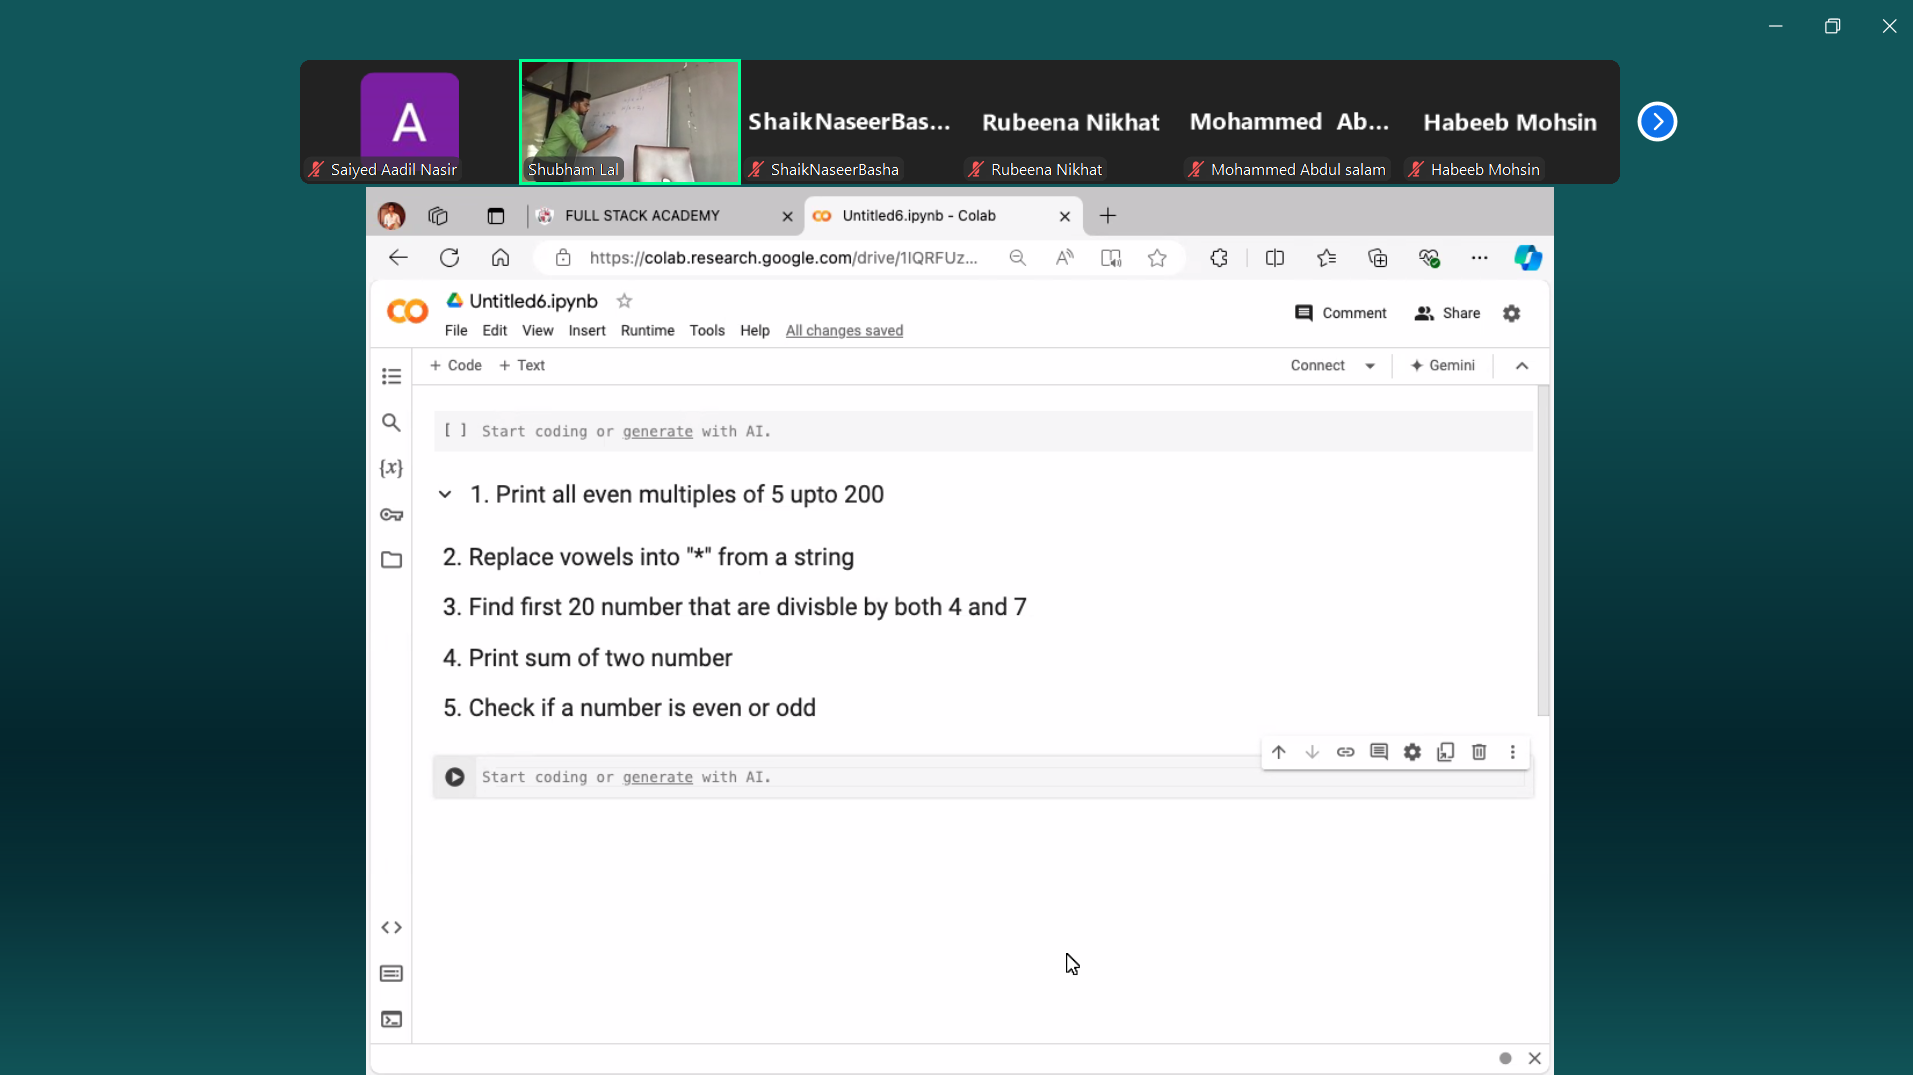 A
ShaikNaseerBas...
Rubeena Nikhat
Mohammed Ab...
Habeeb Mohsin
Saiyed Aadil Nasir
Shubham Lal
ShaikNaseerBasha
Rubeena Nikhat
Mohammed Abdul salam
Habeeb Mohsin
FULL STACK ACADEMY
Untitled6.ipynb - Colab
https://colab.research.google.com/drive/1IQRFUz...
Untitled6.ipynb
Comment
Share
File Edit View Insert Runtime Tools Help All changes saved
+ Code + Text
Connect
Gemini
[ ] Start coding or generate with AI.
1. Print all even multiples of 5 upto 200
2. Replace vowels into "*" from a string
3. Find first 20 number that are divisble by both 4 and 7
4. Print sum of two number
5. Check if a number is even or odd
Start coding or generate with AI.